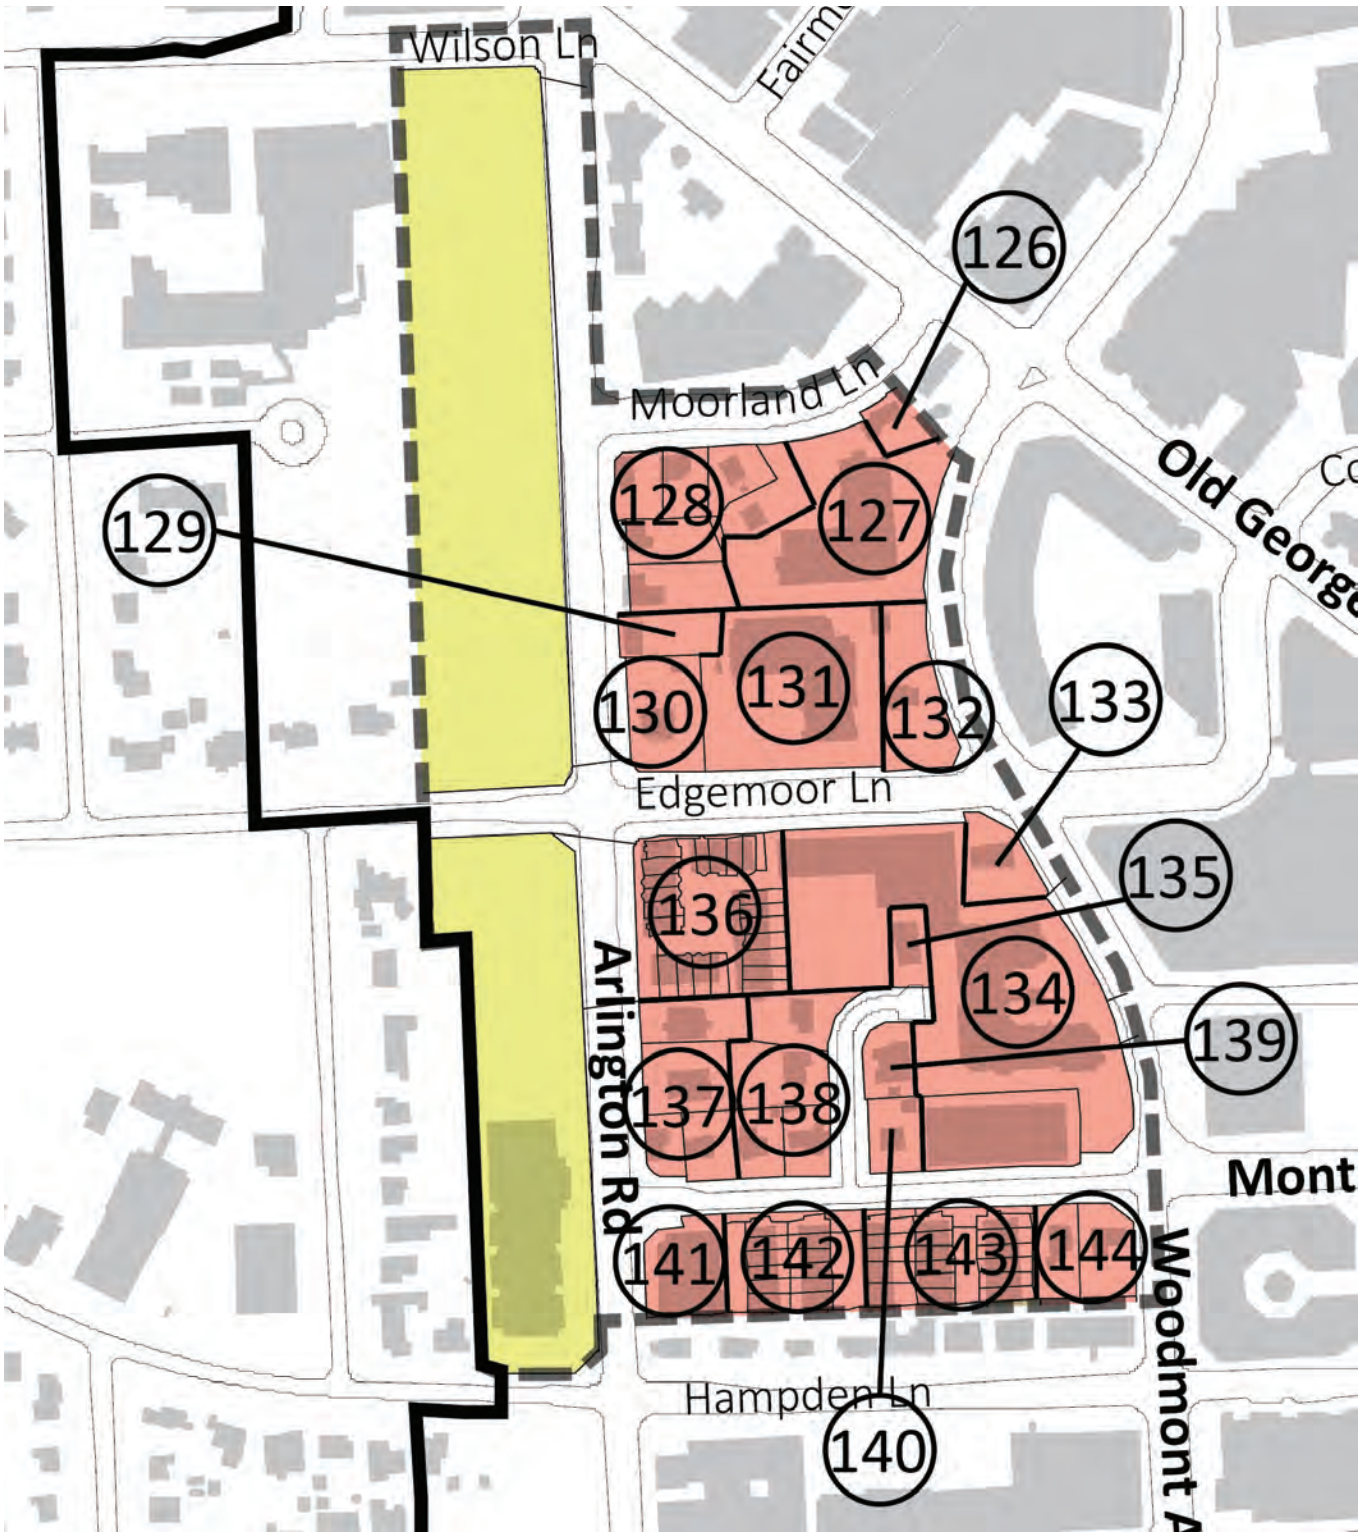 Wilson Ln
Fairm
126
Moorland Ln
Old George
Co
128
127
129
130
131
132
133
Edgemoor Ln
135
136
134
Arlington Rd
139
137
138
Mont
141
142
143
144
Woodmont A
Hampden Ln
140